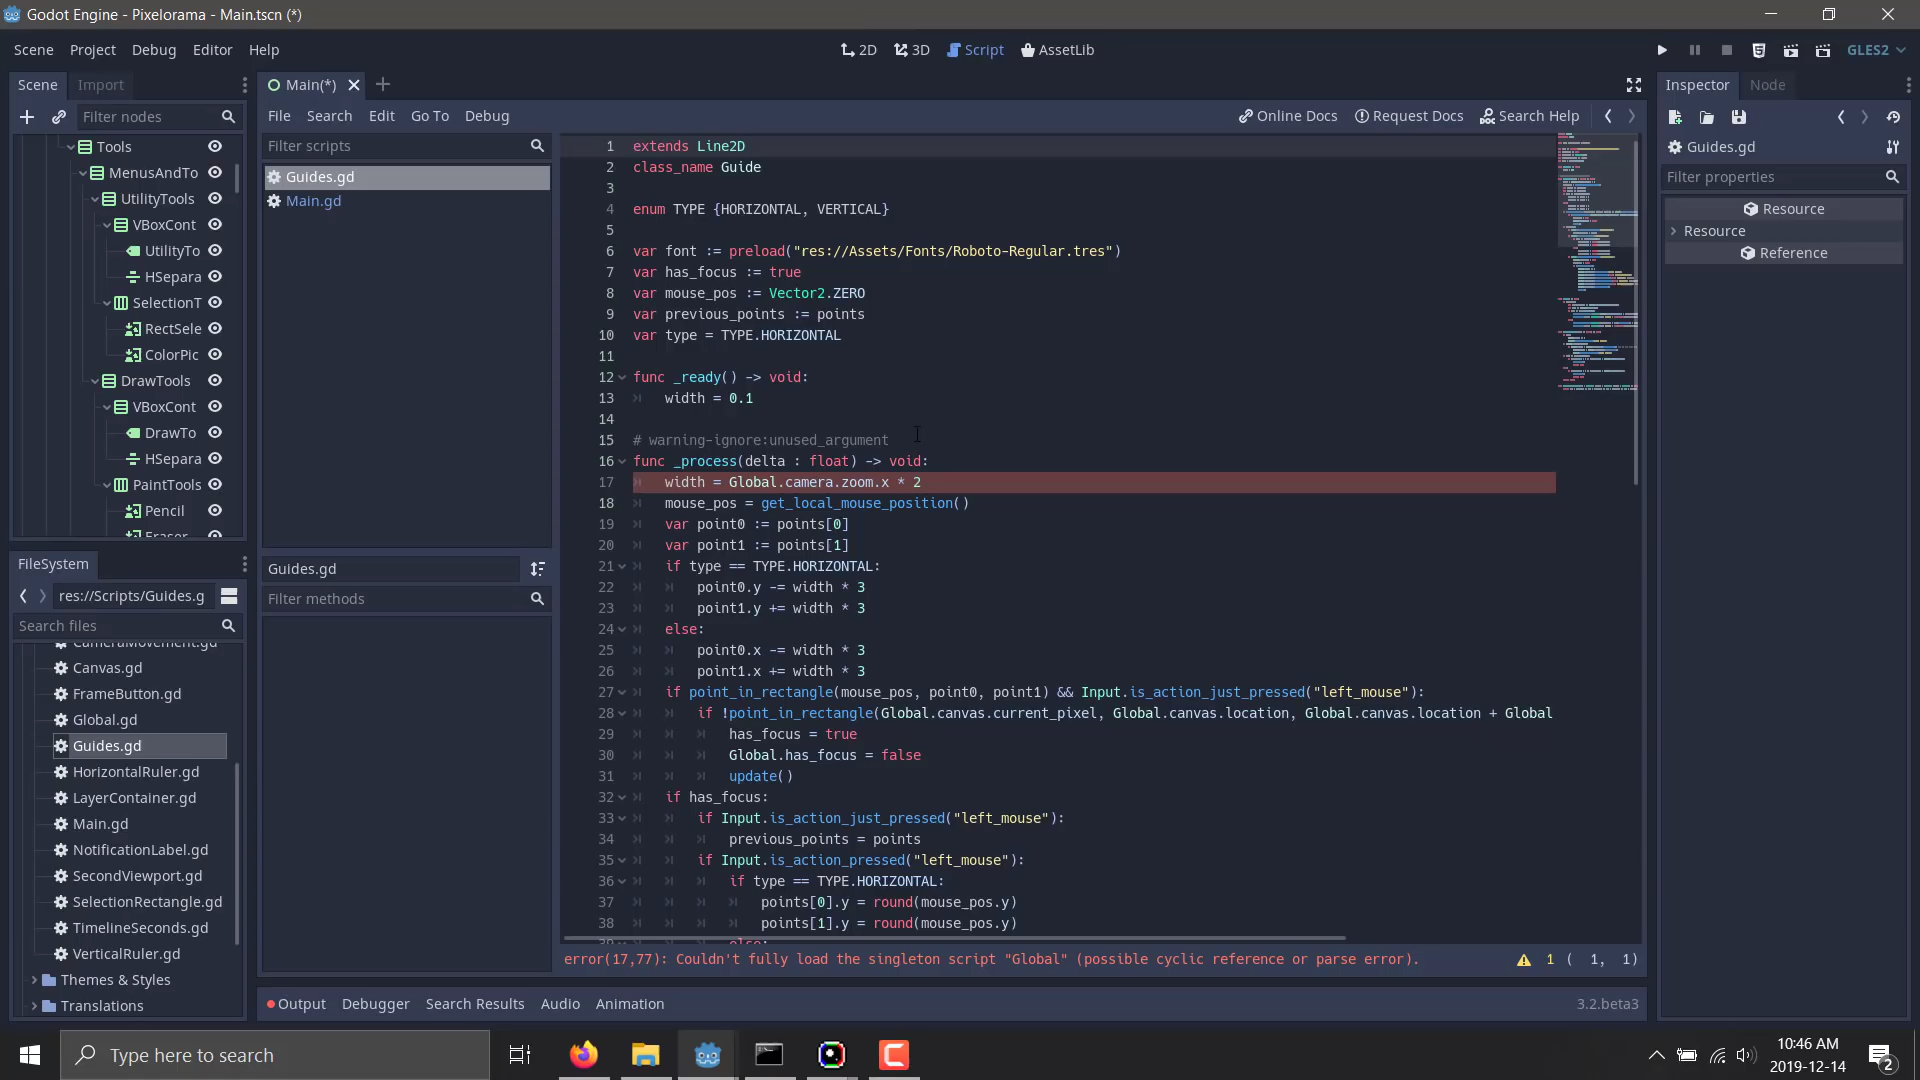 Godot Engine - Pixelorama - Main.tscn (*)
Scene Project Debug Editor Help
2D 3D Script AssetLib
GLES2
Scene Import
Filter nodes
Tools
MenusAndTo
UtilityTools
VBoxCont
UtilityTo
HSepara
SelectionT
RectSele
ColorPic
DrawTools
VBoxCont
DrawTo
HSepara
PaintTools
Pencil
Eraser
FileSystem
res://Scripts/Guides.g
Search files
CameraMovement.gd
Canvas.gd
FrameButton.gd
Global.gd
Guides.gd
HorizontalRuler.gd
LayerContainer.gd
Main.gd
NotificationLabel.gd
SecondViewport.gd
SelectionRectangle.gd
TimelineSeconds.gd
VerticalRuler.gd
Themes & Styles
Translations
Main(*)
File Search Edit Go To Debug
Online Docs Request Docs Search Help
Filter scripts
Guides.gd
Main.gd
Guides.gd
Filter methods
1 extends Line2D
2 class_name Guide
3
4 enum TYPE {HORIZONTAL, VERTICAL}
5
6 var font := preload("res://Assets/Fonts/Roboto-Regular.tres")
7 var has_focus := true
8 var mouse_pos := Vector2.ZERO
9 var previous_points := points
10 var type = TYPE.HORIZONTAL
11
12 func _ready() -> void:
13 width = 0.1
14
15 # warning-ignore:unused_argument
16 func _process(delta : float) -> void:
17 width = Global.camera.zoom.x * 2
18 mouse_pos = get_local_mouse_position()
19 var point0 := points[0]
20 var point1 := points[1]
21 if type == TYPE.HORIZONTAL:
22 point0.y -= width * 3
23 point1.y += width * 3
24 else:
25 point0.x -= width * 3
26 point1.x += width * 3
27 if point_in_rectangle(mouse_pos, point0, point1) && Input.is_action_just_pressed("left_mouse"):
28 if !point_in_rectangle(Global.canvas.current_pixel, Global.canvas.location, Global.canvas.location + Global
29 has_focus = true
30 Global.has_focus = false
31 update()
32 if has_focus:
33 if Input.is_action_just_pressed("left_mouse"):
34 previous_points = points
35 if Input.is_action_pressed("left_mouse"):
36 if type == TYPE.HORIZONTAL:
37 points[0].y = round(mouse_pos.y)
38 points[1].y = round(mouse_pos.y)
39 else:
error(17,77): Couldn't fully load the singleton script "Global" (possible cyclic reference or parse error).
1 ( 1, 1)
Output Debugger Search Results Audio Animation
3.2.beta3
Inspector Node
Guides.gd
Filter properties
Resource
Resource
Reference
Type here to search
10:46 AM
2019-12-14
2